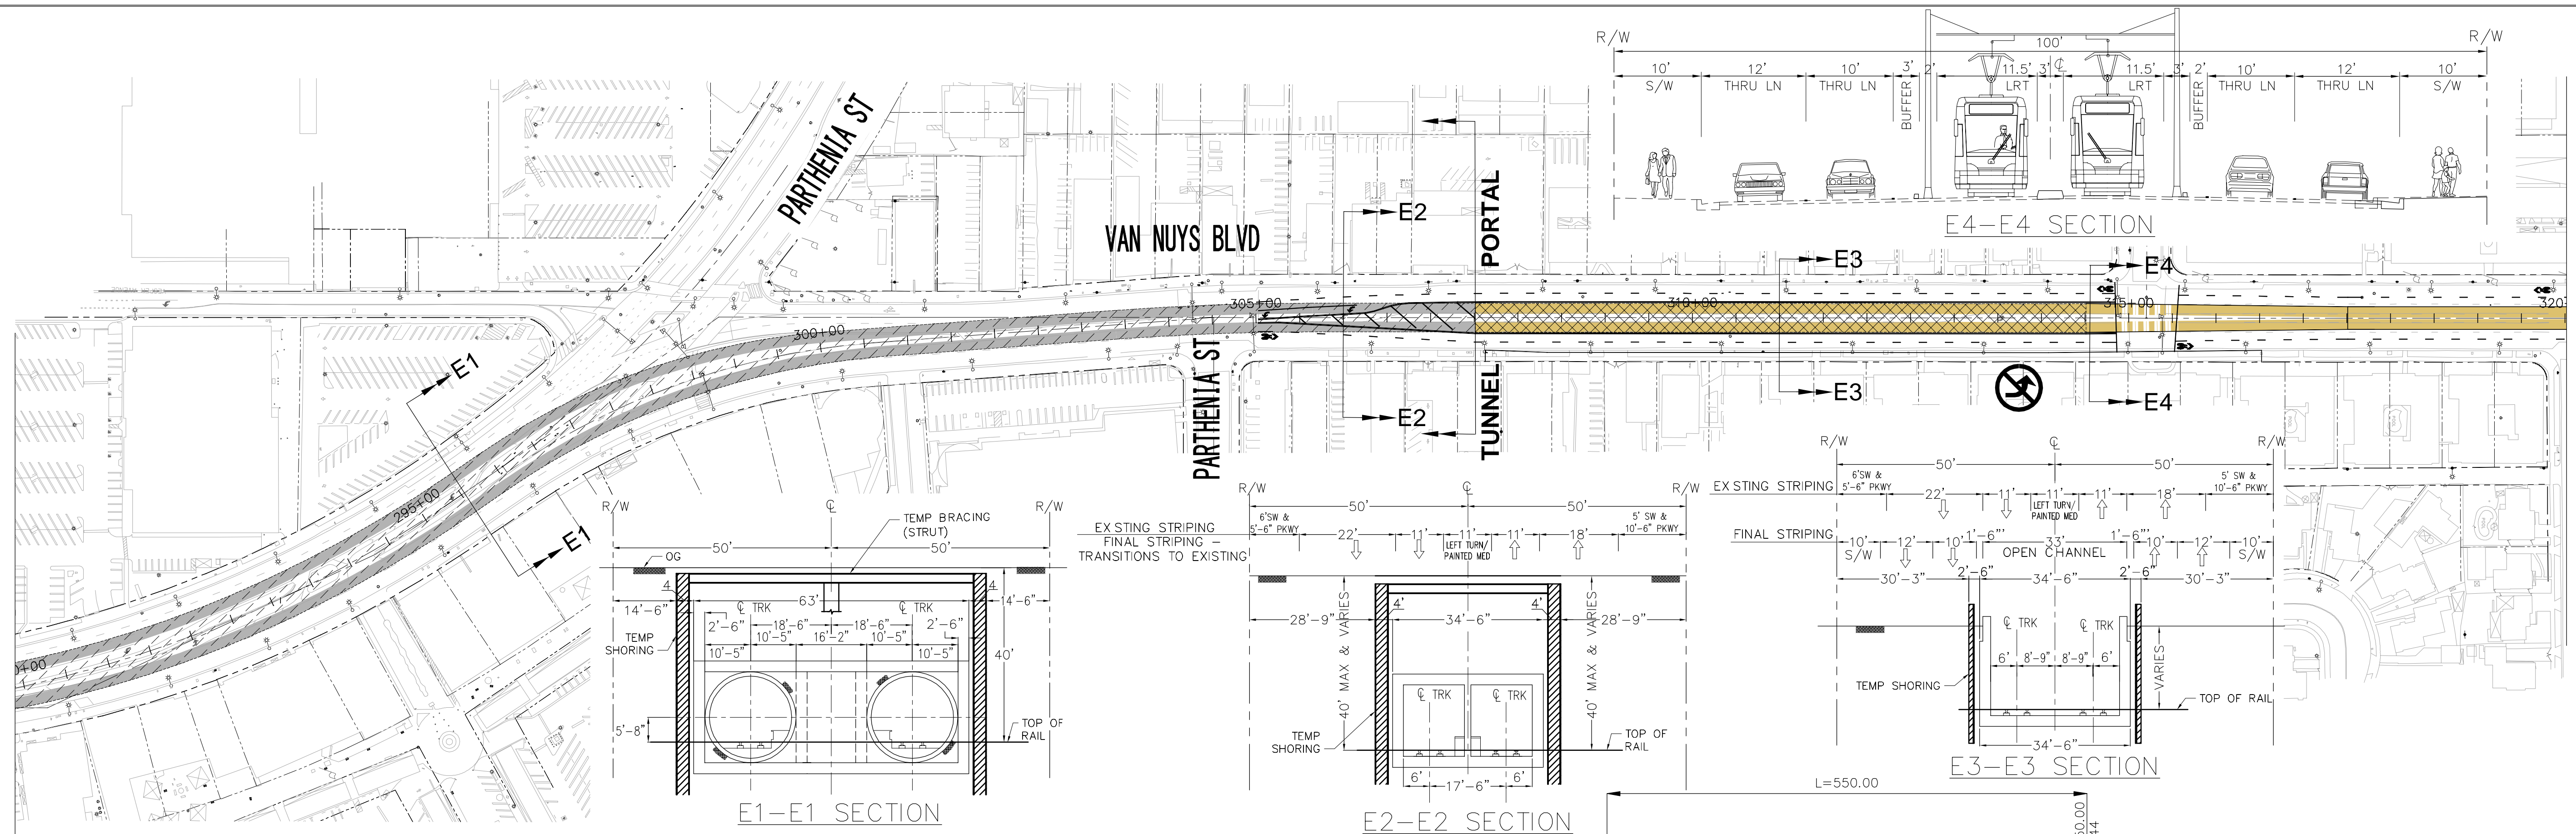 R/W
R/W
100'
10'
S/W
12'
THRU LN
10'
THRU LN
3'
BUFFER
2'
11.5'
LRT
3'
℄
11.5'
LRT
3'
2'
BUFFER
10'
THRU LN
12'
THRU LN
10'
S/W
E4-E4 SECTION
PARTHENIA ST
VAN NUYS BLVD
PARTHENIA ST
TUNNEL PORTAL
E1
E1
E2
E2
E3
E3
E4
E4
295+00
300+00
305+00
310+00
315+00
R/W
℄
R/W
TEMP BRACING
(STRUT)
50'
50'
OG
4
4
63'
14'-6"
14'-6"
℄ TRK
℄ TRK
2'-6"
18'-6"
18'-6"
2'-6"
10'-5"
16'-2"
10'-5"
10'-5"
10'-5"
40'
TEMP
SHORING
5'-8"
TOP OF
RAIL
E1-E1 SECTION
R/W
℄
R/W
50'
50'
EXISTING STRIPING
FINAL STRIPING -
TRANSITIONS TO EXISTING
6'SW &
5'-6" PKWY
22'
11'
11'
LEFT TURN/
PAINTED MED
11'
18'
5' SW &
10'-6" PKWY
4'
4'
28'-9"
34'-6"
28'-9"
40' MAX & VARIES
40' MAX & VARIES
℄ TRK
℄ TRK
TEMP
SHORING
TOP OF
RAIL
6'
17'-6"
6'
E2-E2 SECTION
R/W
℄
R/W
50'
50'
EXISTING STRIPING
6'SW &
5'-6" PKWY
22'
11'
11'
LEFT TURN/
PAINTED MED
11'
18'
5' SW &
10'-6" PKWY
FINAL STRIPING
10'
S/W
12'
10'
1'-6"
33'
OPEN CHANNEL
1'-6"
10'
12'
10'
S/W
30'-3"
2'-6"
34'-6"
2'-6"
30'-3"
℄ TRK
℄ TRK
6'
8'-9"
8'-9"
6'
VARIES
TEMP SHORING
TOP OF RAIL
34'-6"
E3-E3 SECTION
L=550.00